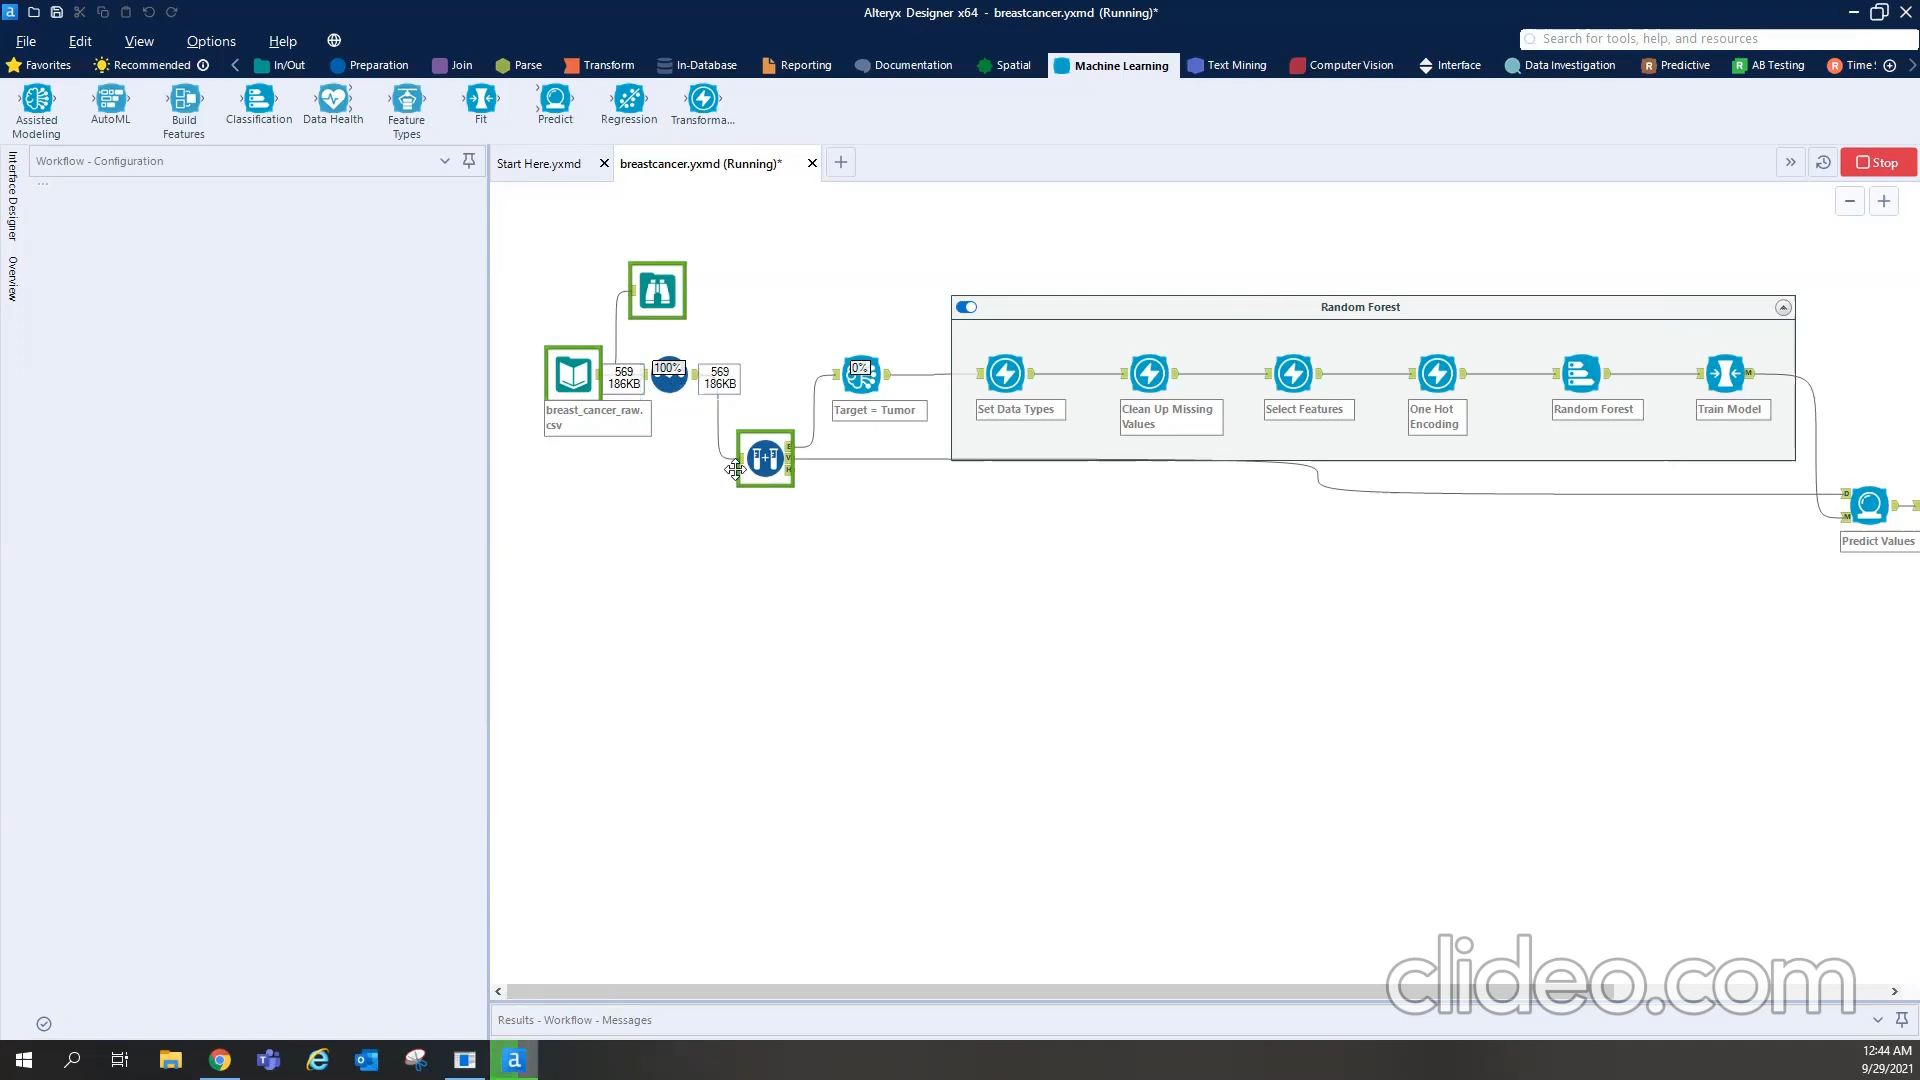 Alteryx Designer x64 - breastcancer.yxmd (Running)*
File Edit View Options Help
Search for tools, help, and resources
Favorites Recommended In/Out Preparation Join Parse Transform In-Database Reporting Documentation Spatial Machine Learning Text Mining Computer Vision Interface Data Investigation Predictive AB Testing Time
Assisted Modeling
AutoML
Build Features
Classification
Data Health
Feature Types
Fit
Predict
Regression
Transforma...
Interface Designer
Overview
Workflow - Configuration
...
Start Here.yxmd
breastcancer.yxmd (Running)*
Stop
Random Forest
569
186KB
100%
569
186KB
0%
breast_cancer_raw.
csv
Target = Tumor
Set Data Types
Clean Up Missing
Values
Select Features
One Hot
Encoding
Random Forest
Train Model
M
E
V
H
D
M
Predict Values
clideo.com
Results - Workflow - Messages
12:44 AM
9/29/2021